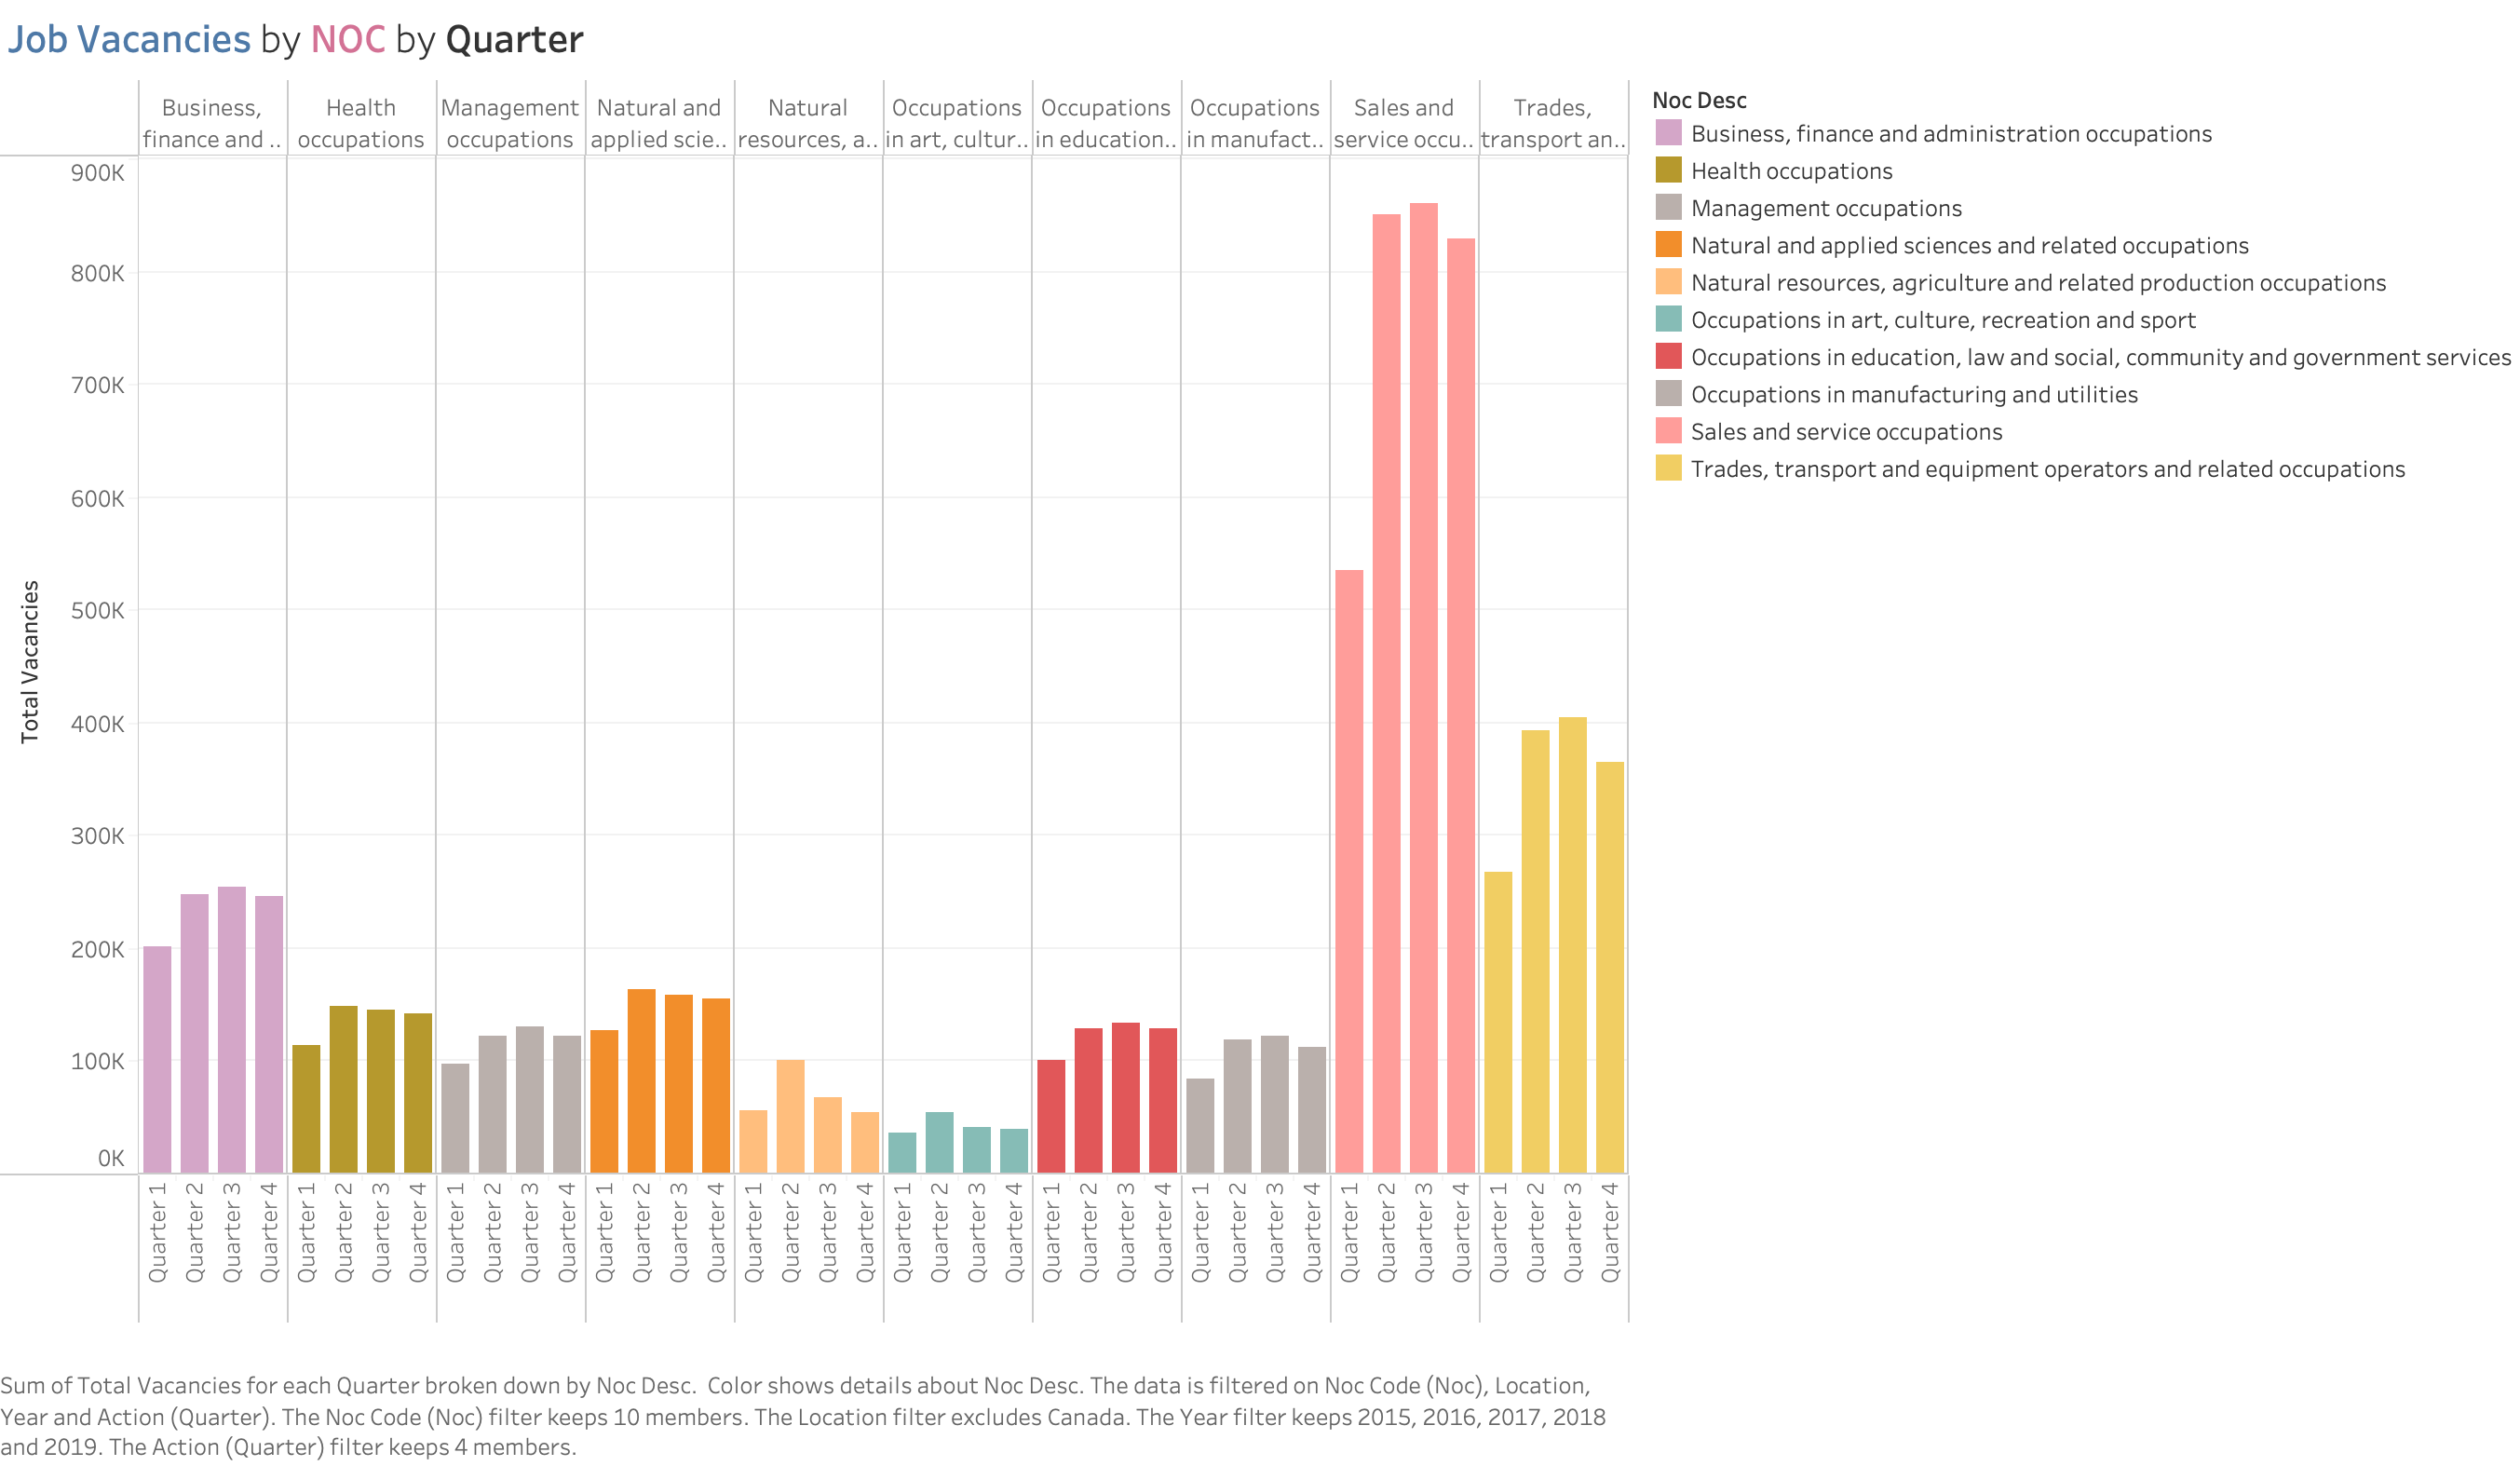 Job Vacancies by NOC by Quarter
Business, finance and ..
Health occupations
Management occupations
Natural and applied scie..
Natural resources, a..
Occupations in art, cultur..
Occupations in education..
Occupations in manufact..
Sales and service occu..
Trades, transport an..
900K
800K
700K
600K
500K
400K
300K
200K
100K
0K
Total Vacancies
Quarter 1
Quarter 2
Quarter 3
Quarter 4
Quarter 1
Quarter 2
Quarter 3
Quarter 4
Quarter 1
Quarter 2
Quarter 3
Quarter 4
Quarter 1
Quarter 2
Quarter 3
Quarter 4
Quarter 1
Quarter 2
Quarter 3
Quarter 4
Quarter 1
Quarter 2
Quarter 3
Quarter 4
Quarter 1
Quarter 2
Quarter 3
Quarter 4
Quarter 1
Quarter 2
Quarter 3
Quarter 4
Quarter 1
Quarter 2
Quarter 3
Quarter 4
Quarter 1
Quarter 2
Quarter 3
Quarter 4
Noc Desc
Business, finance and administration occupations
Health occupations
Management occupations
Natural and applied sciences and related occupations
Natural resources, agriculture and related production occupations
Occupations in art, culture, recreation and sport
Occupations in education, law and social, community and government services
Occupations in manufacturing and utilities
Sales and service occupations
Trades, transport and equipment operators and related occupations
Sum of Total Vacancies for each Quarter broken down by Noc Desc.  Color shows details about Noc Desc. The data is filtered on Noc Code (Noc), Location,
Year and Action (Quarter). The Noc Code (Noc) filter keeps 10 members. The Location filter excludes Canada. The Year filter keeps 2015, 2016, 2017, 2018
and 2019. The Action (Quarter) filter keeps 4 members.